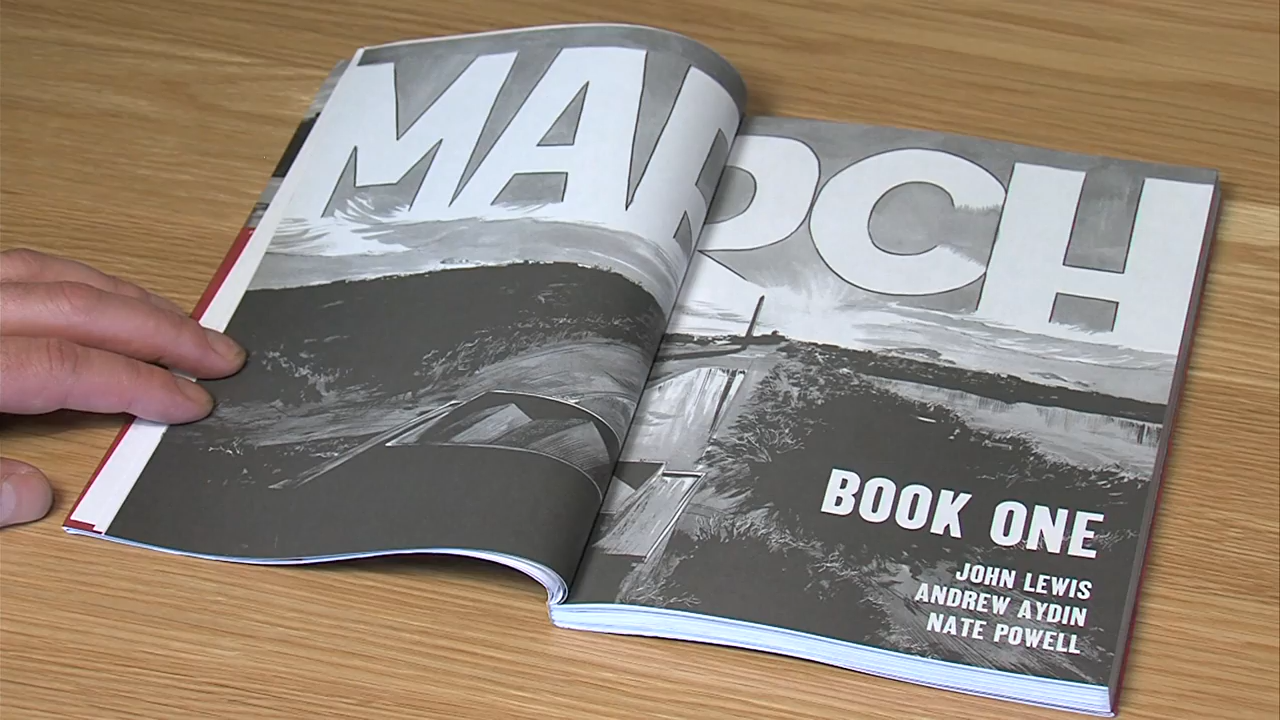 MARCH
BOOK ONE
JOHN LEWIS
ANDREW AYDIN
NATE POWELL